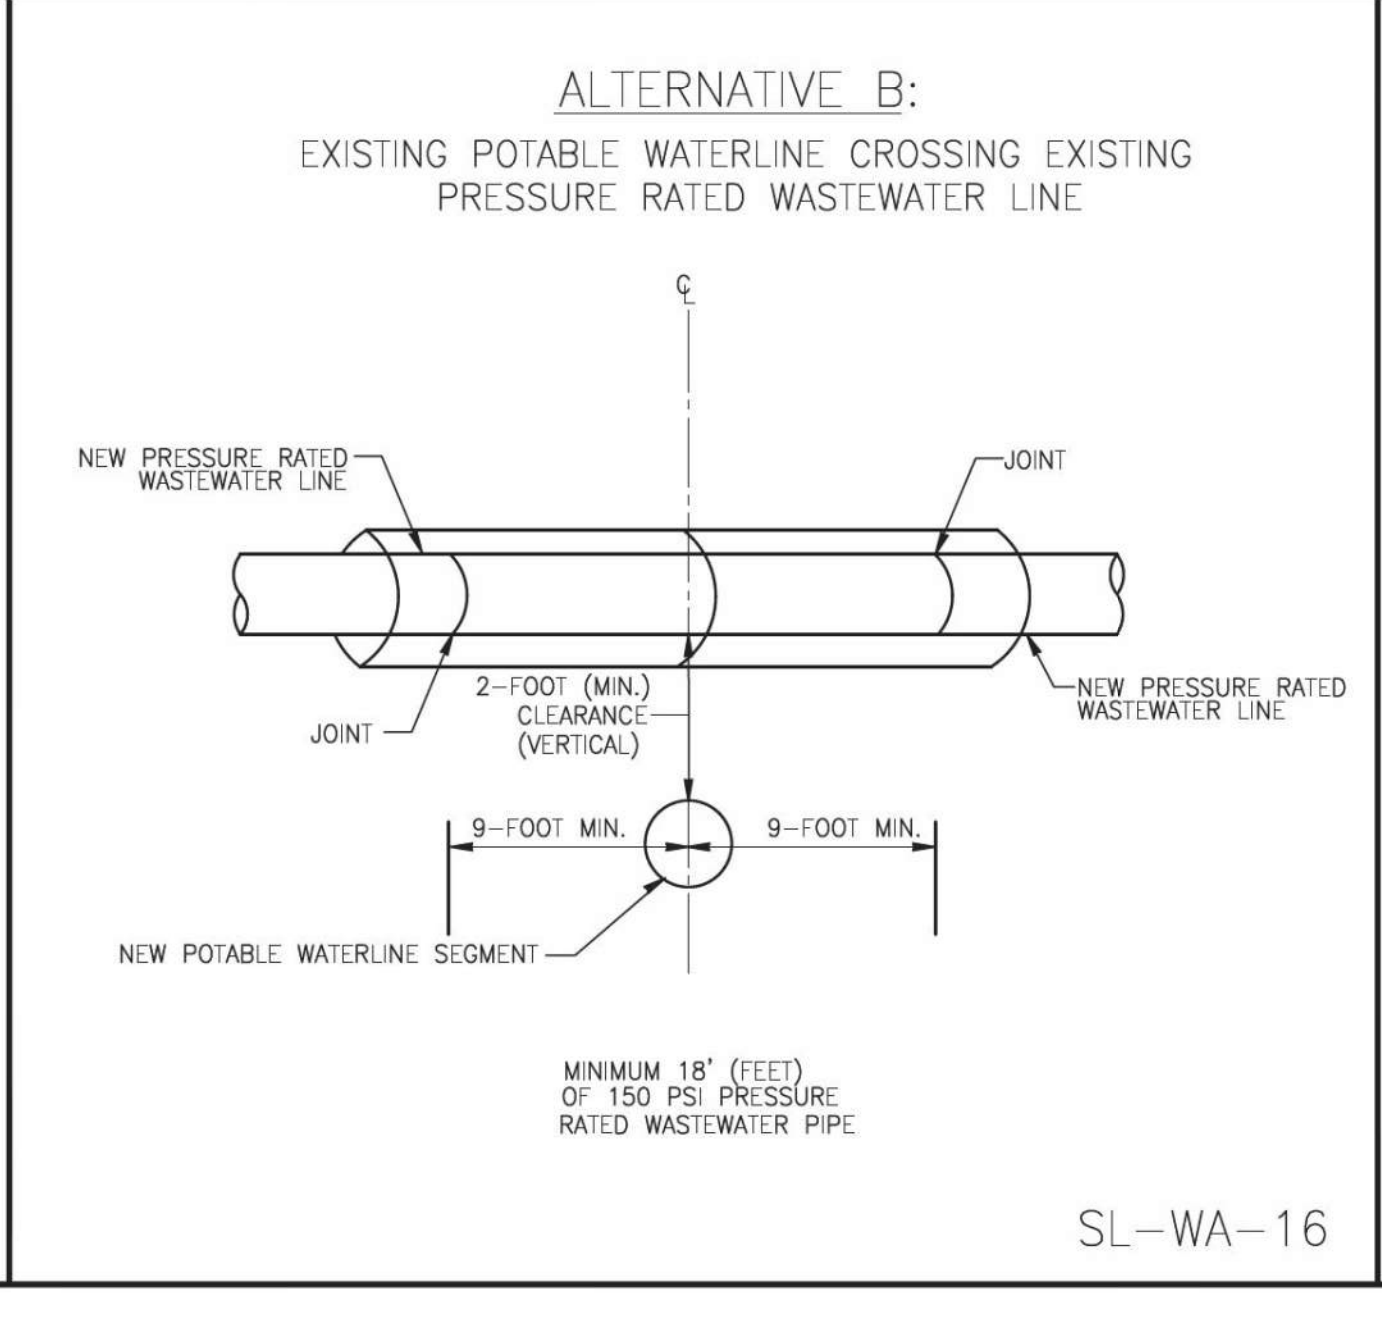 ALTERNATIVE B:
EXISTING POTABLE WATERLINE CROSSING EXISTING
PRESSURE RATED WASTEWATER LINE
℄
NEW PRESSURE RATED
WASTEWATER LINE
JOINT
2-FOOT (MIN.)
CLEARANCE
(VERTICAL)
NEW PRESSURE RATED
WASTEWATER LINE
JOINT
9-FOOT MIN.
9-FOOT MIN.
NEW POTABLE WATERLINE SEGMENT
MINIMUM 18' (FEET)
OF 150 PSI PRESSURE
RATED WASTEWATER PIPE
SL-WA-16